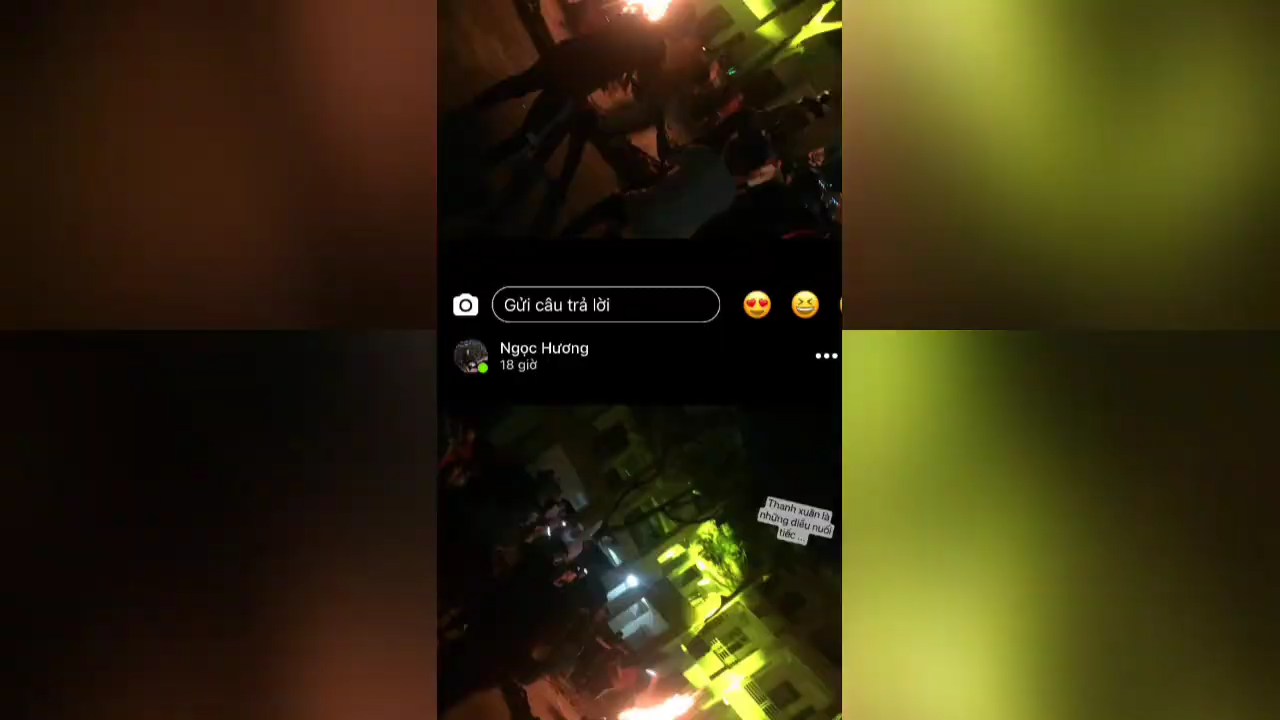 Gửi câu trả lời
Ngọc Hương
18 giờ
Thanh xuân là
những điều nuối
tiếc ...